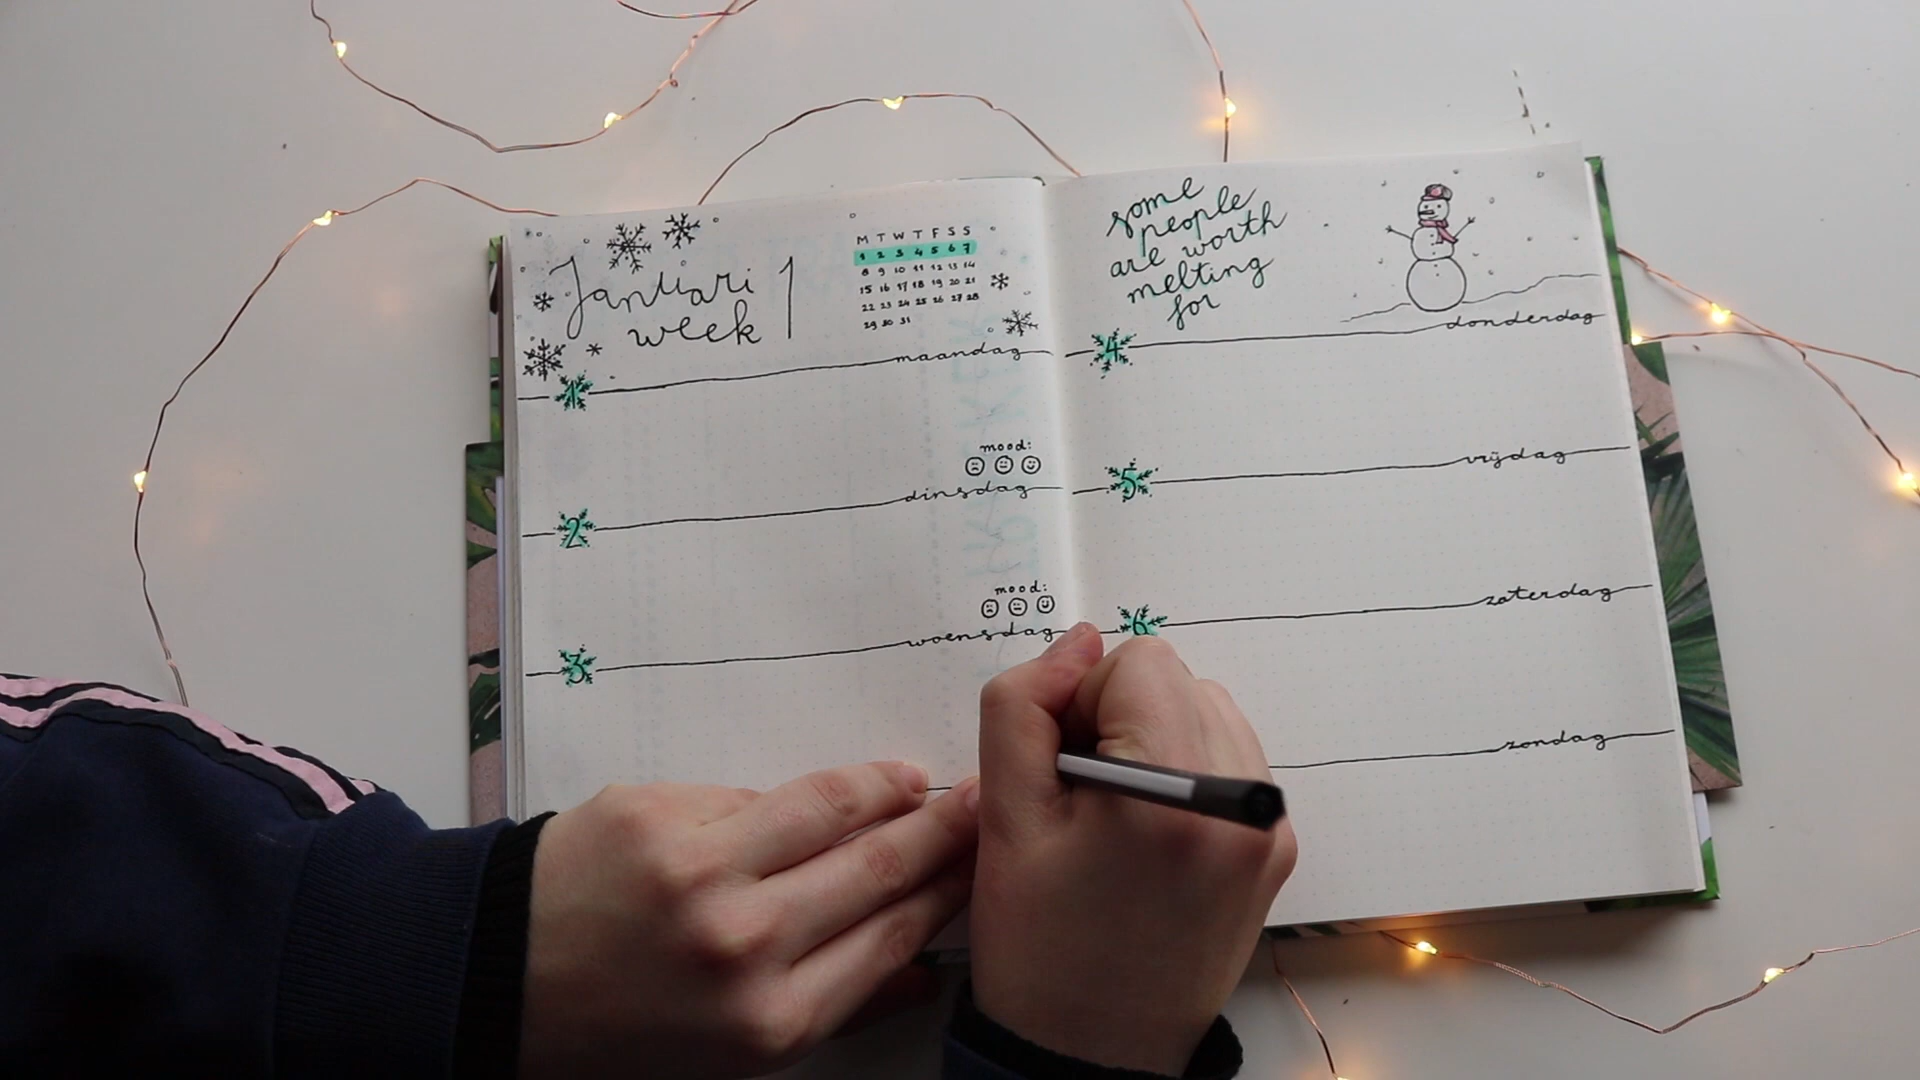 Januari
week 1
M T W T F S S
1 2 3 4 5 6 7
8 9 10 11 12 13 14
15 16 17 18 19 20 21
22 23 24 25 26 27 28
29 30 31
1 maandag
mood:
2 dinsdag
mood:
3 woensdag
some
people
are worth
melting
for
4 donderdag
5 vrijdag
6 zaterdag
zondag